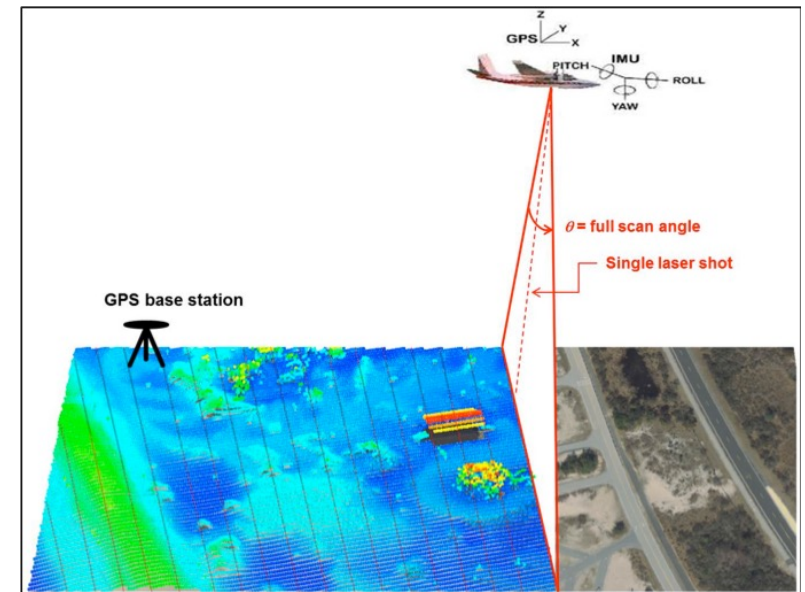 Z
Y
GPS
X
IMU
PITCH
ROLL
YAW
θ = full scan angle
Single laser shot
GPS base station